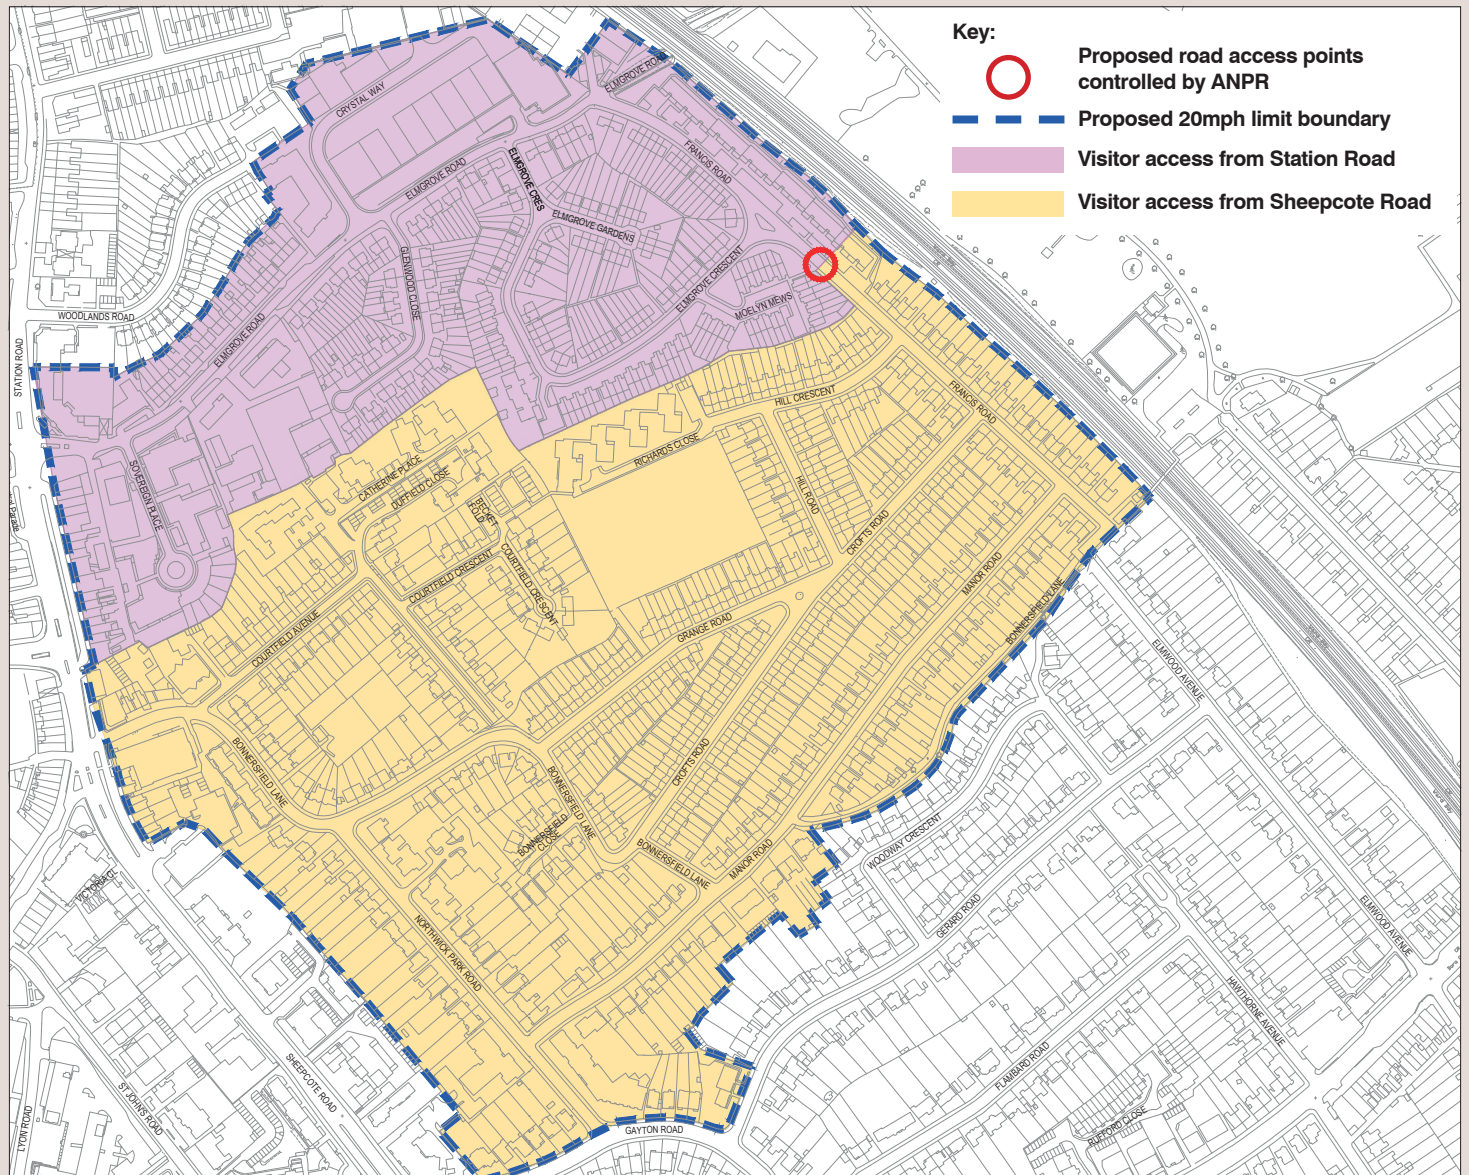 Key:
Proposed road access points
controlled by ANPR
Proposed 20mph limit boundary
Visitor access from Station Road
Visitor access from Sheepcote Road
CRYSTAL WAY
ELMGROVE ROAD
ELMGROVE ROAD
ELMGROVE CRES
FRANCIS ROAD
ELMGROVE GARDENS
GLENWOOD CLOSE
ELMGROVE CRESCENT
MOELYN MEWS
WOODLANDS ROAD
ELMGROVE ROAD
STATION ROAD
HILL CRESCENT
FRANCIS ROAD
RICHARDS CLOSE
SOVEREIGN PLACE
CATHERINE PLACE
DUFFIELD CLOSE
BECKET
FOLD
HILL ROAD
CROFTS ROAD
COURTFIELD CRESCENT
COURTFIELD CRESCENT
MANOR ROAD
BONNERSFIELD LANE
COURTFIELD AVENUE
GRANGE ROAD
ELMWOOD AVENUE
BONNERSFIELD LANE
CROFTS ROAD
BONNERSFIELD LANE
BONNERSFIELD
CLOSE
BONNERSFIELD LANE
MANOR ROAD
WOODWAY CRESCENT
VICTORIA CL
GERARD ROAD
ELMWOOD AVENUE
NORTHWICK PARK ROAD
HAWTHORNE AVENUE
FLAMBARD ROAD
SHEEPCOTE ROAD
ST JOHN'S ROAD
LYON ROAD
GAYTON ROAD
RUFFORD CLOSE